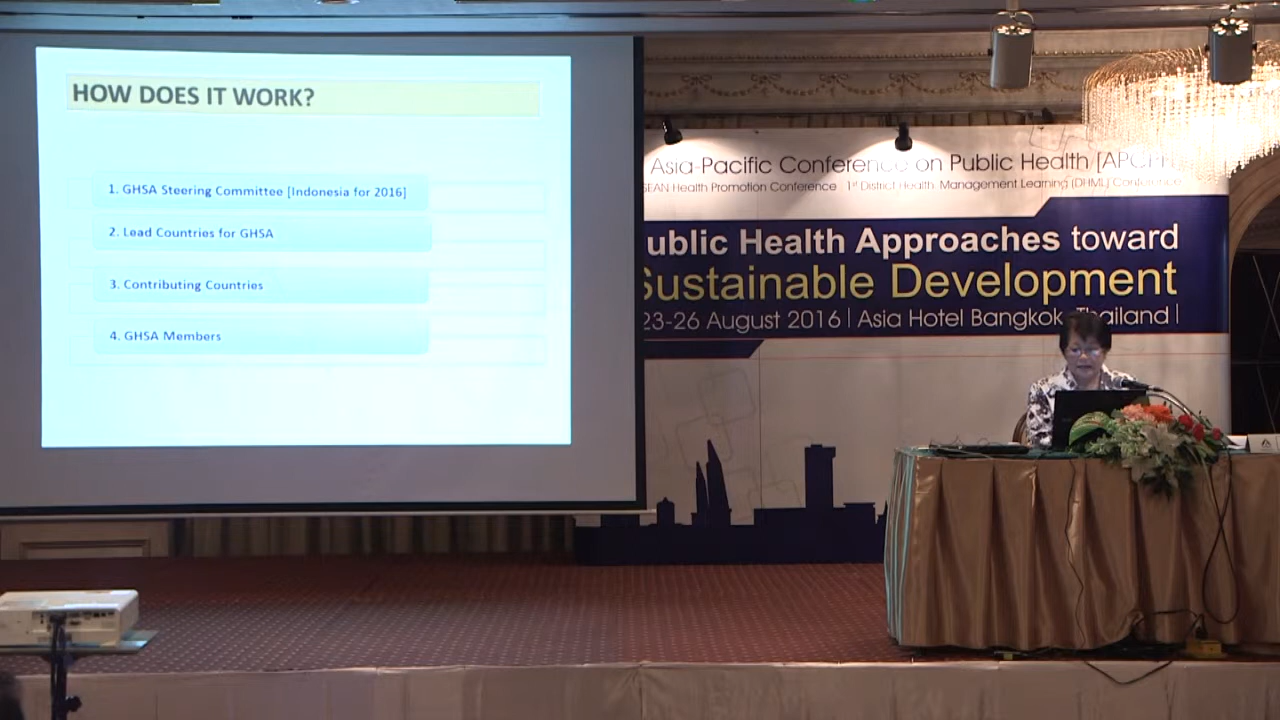 HOW DOES IT WORK?
1. GHSA Steering Committee [Indonesia for 2016]
2. Lead Countries for GHSA
3. Contributing Countries
4. GHSA Members
Asia-Pacific Conference on Public Health [APCPH
SEAN Health Promotion Conference | 1st District Health Management Learning (DHML) Conference
ublic Health Approaches toward
Sustainable Development
23-26 August 2016 | Asia Hotel Bangkok, Thailand |